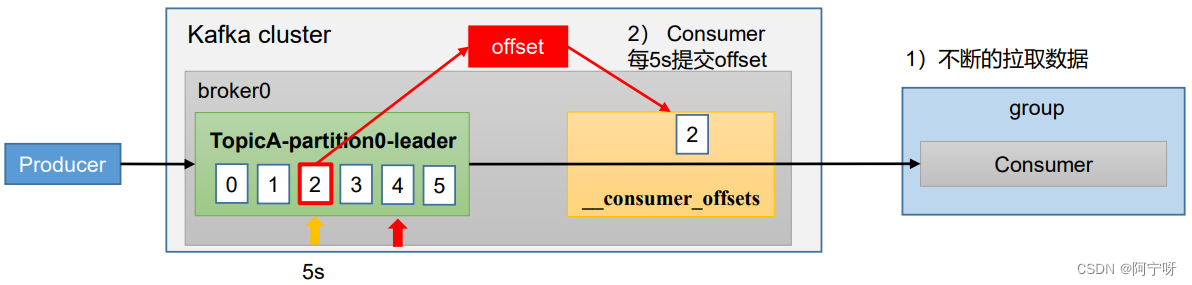 Kafka cluster
offset
2） Consumer
每5s提交offset
1）不断的拉取数据
broker0
group
TopicA-partition0-leader
2
Producer
Consumer
0 1 2 3 4 5
__consumer_offsets
5s
CSDN @阿宁呀